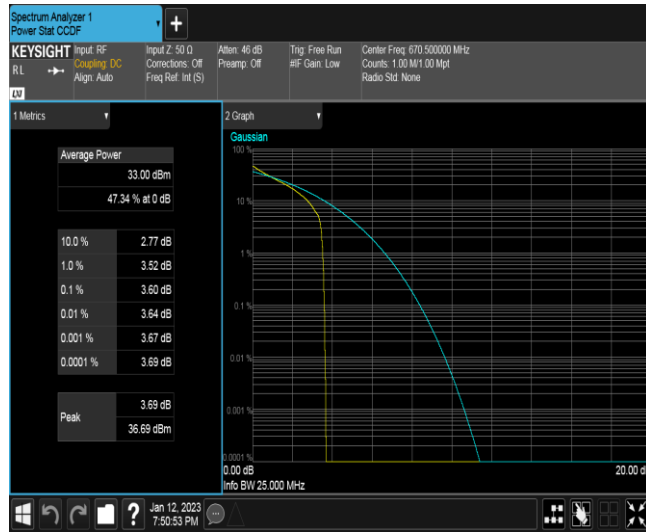 Spectrum Analyzer 1
Power Stat CCDF
+
KEYSIGHT
RL
LXI
Input: RF
Coupling: DC
Align: Auto
Input Z: 50 Ω
Corrections: Off
Freq Ref: Int (S)
Atten: 46 dB
Preamp: Off
Trig: Free Run
#IF Gain: Low
Center Freq: 670.500000 MHz
Counts: 1.00 M/1.00 Mpt
Radio Std: None
1 Metrics
Average Power
33.00 dBm
47.34 % at 0 dB
10.0 % 2.77 dB
1.0 % 3.52 dB
0.1 % 3.60 dB
0.01 % 3.64 dB
0.001 % 3.67 dB
0.0001 % 3.69 dB
Peak
3.69 dB
36.69 dBm
2 Graph
Gaussian
100 %
10 %
1 %
0.1 %
0.01 %
0.001 %
0.0001 %
0.00 dB 20.00 d
Info BW 25.000 MHz
?
Jan 12, 2023
7:50:53 PM